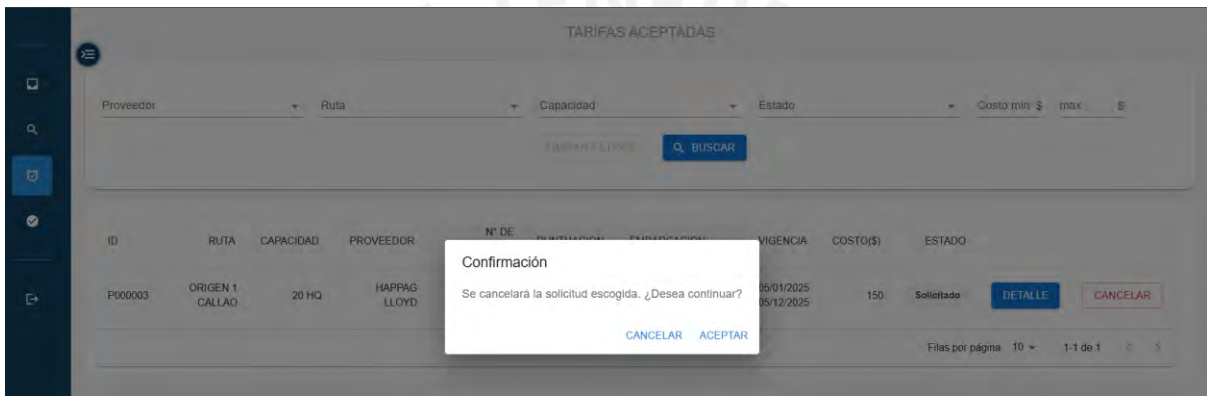 TARIFAS ACEPTADAS
Proveedor Ruta Capacidad Estado Costo min $ max $
BUSCAR
ID RUTA CAPACIDAD PROVEEDOR N° DE VIGENCIA COSTO($) ESTADO
P000003 ORIGEN 1 CALLAO 20 HQ HAPPAG LLOYD 05/01/2025 05/12/2025 150 Solicitado DETALLE CANCELAR
Confirmación
Se cancelará la solicitud escogida. ¿Desea continuar?
CANCELAR ACEPTAR
Filas por página 10 1-1 de 1